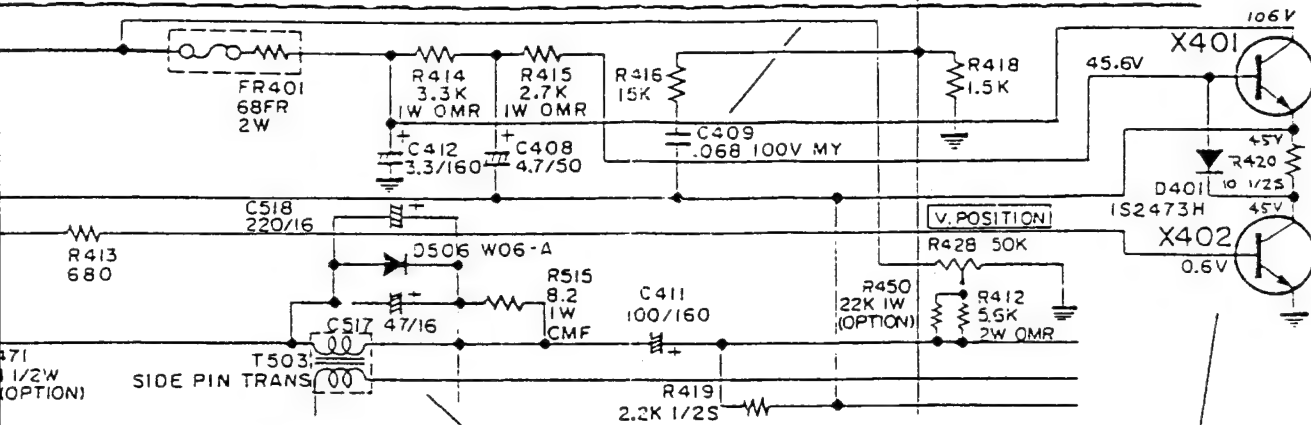 106V
X401
45.6V
FR401
68FR
2W
R414
3.3K
1W OMR
R415
2.7K
1W OMR
R416
15K
R418
1.5K
C412
3.3/160
C408
4.7/50
C409
.068 100V MY
45V
R420
10 1/2S
D401
1S2473H
45V
C518
220/16
V. POSITION
R428 50K
X402
0.6V
R413
680
D506 W06-A
R515
8.2
1W
CMF
C411
100/160
R450
22K 1W
(OPTION)
R412
5.6K
2W OMR
C517 47/16
471
1/2W
(OPTION)
T503
SIDE PIN TRANS
R419
2.2K 1/2S